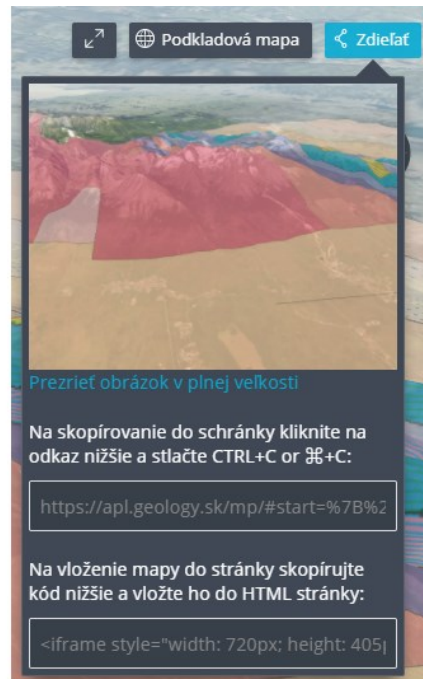 Podkladová mapa
Zdieľať
Prezrieť obrázok v plnej veľkosti
Na skopírovanie do schránky kliknite na
odkaz nižšie a stlačte CTRL+C or ⌘+C:
https://apl.geology.sk/mp/#start=%7B%2
Na vloženie mapy do stránky skopírujte
kód nižšie a vložte ho do HTML stránky:
<iframe style="width: 720px; height: 405p